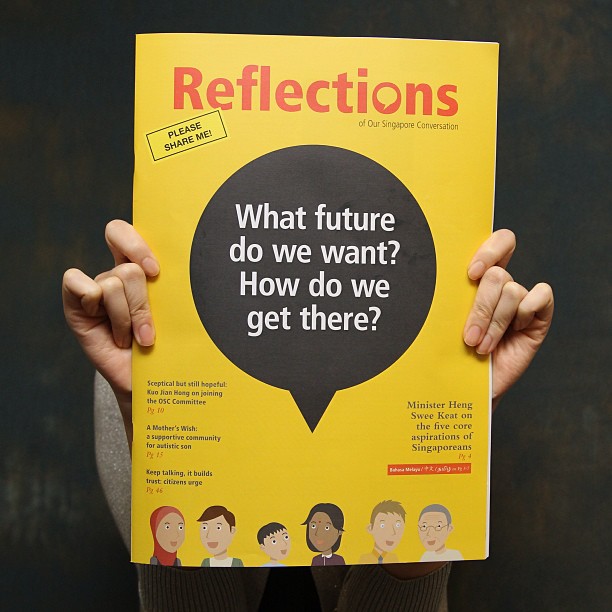 Reflections
of Our Singapore Conversation
PLEASE
SHARE ME!
What future
do we want?
How do we
get there?
Sceptical but still hopeful:
Kuo Jian Hong on joining
the OSC Committee
Pg 10
A Mother's Wish:
a supportive community
for autistic son
Pg 15
Keep talking, it builds
trust: citizens urge
Pg 46
Minister Heng
Swee Keat on
the five core
aspirations of
Singaporeans
Pg 4
Bahasa Melayu / 中文 / தமிழ்